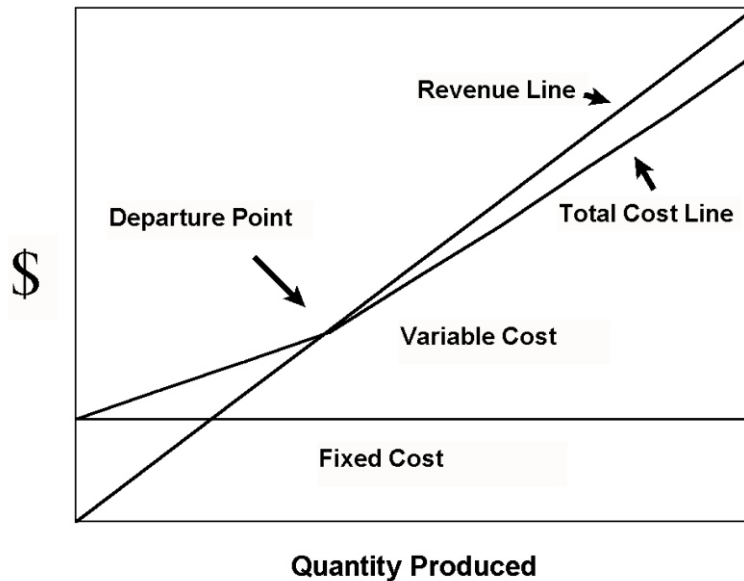 Revenue Line
Departure Point
Total Cost Line
$
Variable Cost
Fixed Cost
Quantity Produced